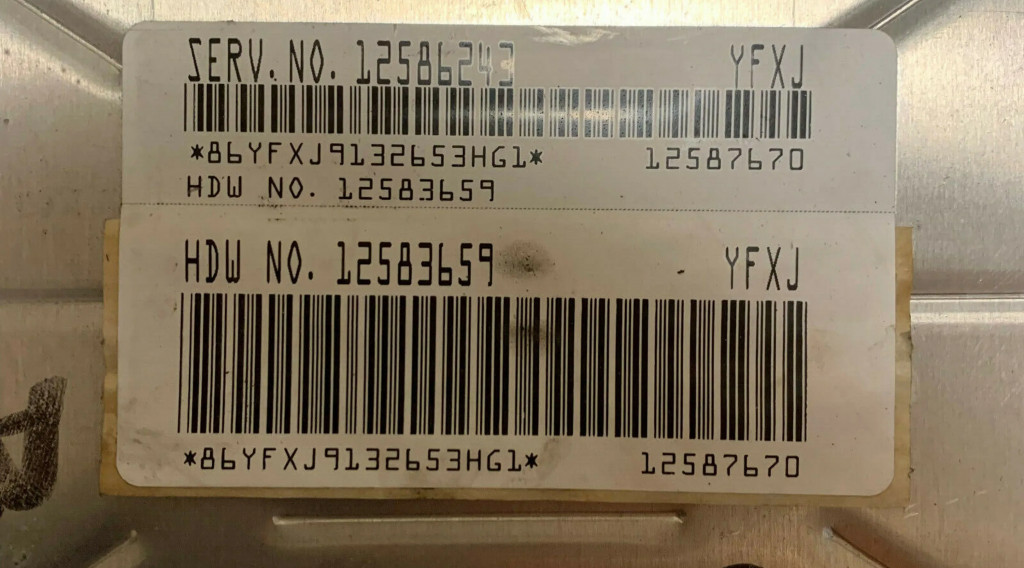 SERV. NO. 12586243 YFXJ
*86YFXJ9132653HG1* 12587670
HDW NO. 12583659
HDW NO. 12583659 YFXJ
*86YFXJ9132653HG1* 12587670